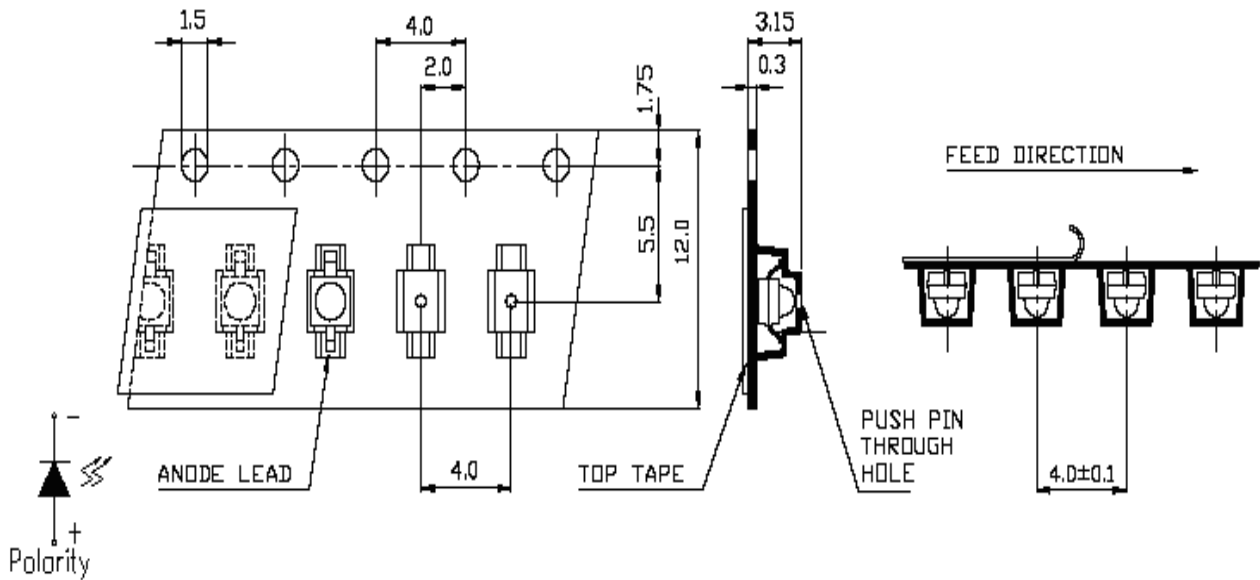 1.5
4.0
2.0
1.75
3.15
0.3
FEED DIRECTION
5.5
12.0
ANODE LEAD
4.0
TOP TAPE
PUSH PIN
THROUGH
HOLE
4.0±0.1
-
+
Polarity